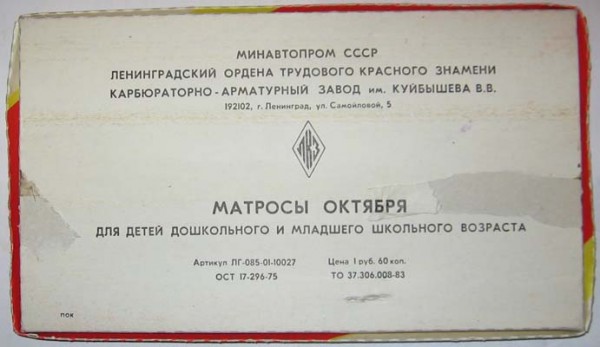 МИНАВТОПРОМ СССР
ЛЕНИНГРАДСКИЙ ОРДЕНА ТРУДОВОГО КРАСНОГО ЗНАМЕНИ
КАРБЮРАТОРНО-АРМАТУРНЫЙ ЗАВОД им. КУЙБЫШЕВА В.В.
192102, г. Ленинград, ул. Самойловой, 5
ЛКЗ
МАТРОСЫ ОКТЯБРЯ
ДЛЯ ДЕТЕЙ ДОШКОЛЬНОГО И МЛАДШЕГО ШКОЛЬНОГО ВОЗРАСТА
Артикул ЛГ-085-01-10027 Цена 1 руб. 60 коп.
ОСТ 17-296-75 ТО 37.306.008-83
ПОК